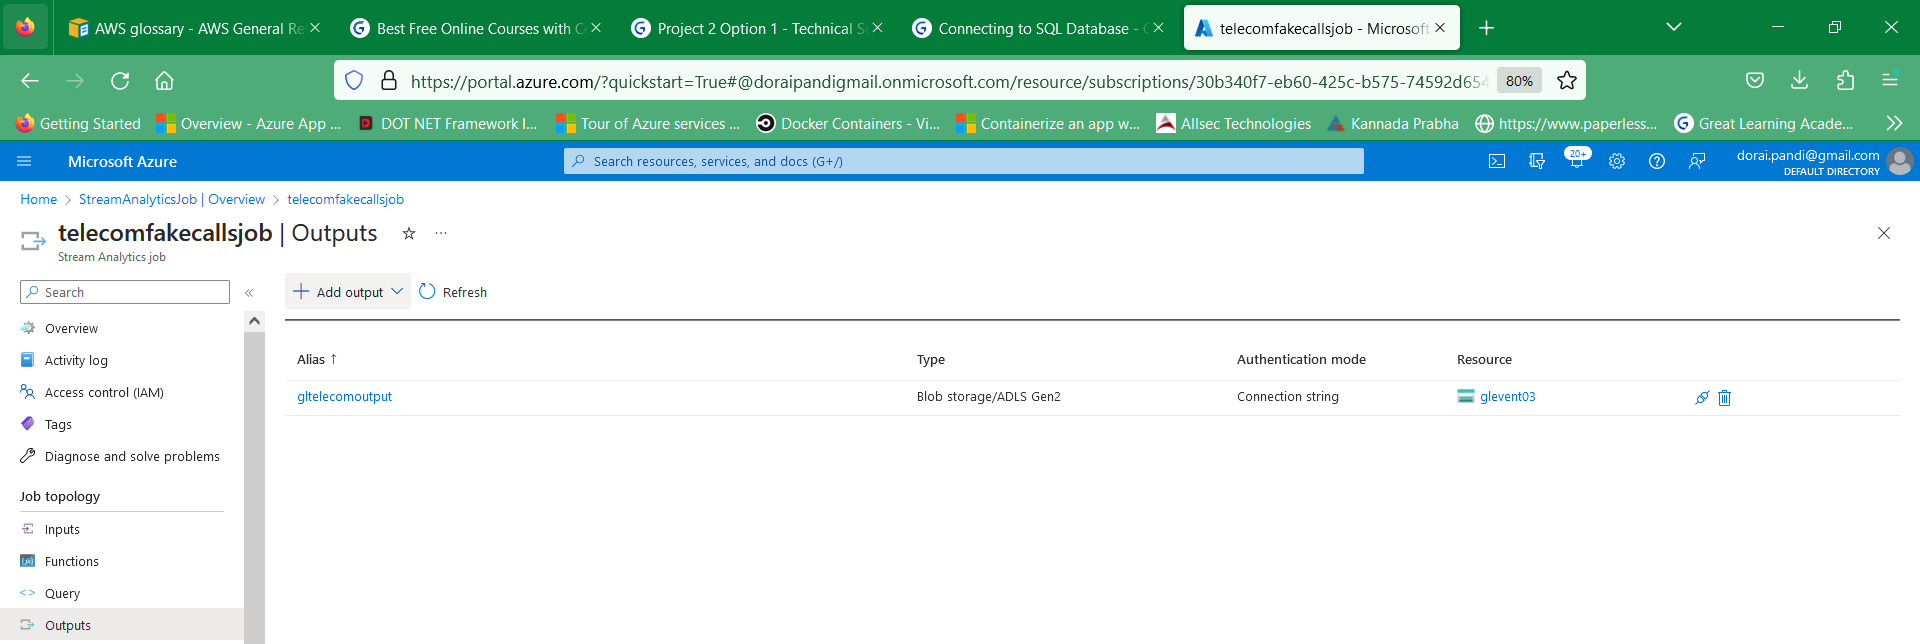 AWS glossary - AWS General Re
Best Free Online Courses with Ce
Project 2 Option 1 - Technical S
Connecting to SQL Database -
telecomfakecallsjob - Microsoft
https://portal.azure.com/?quickstart=True#@doraipandigmail.onmicrosoft.com/resource/subscriptions/30b340f7-eb60-425c-b575-74592d654
80%
Getting Started
Overview - Azure App ...
DOT NET Framework I...
Tour of Azure services ...
Docker Containers - Vi...
Containerize an app w...
Allsec Technologies
Kannada Prabha
https://www.paperless...
Great Learning Acade...
Microsoft Azure
Search resources, services, and docs (G+/)
20+
dorai.pandi@gmail.com
DEFAULT DIRECTORY
Home > StreamAnalyticsJob | Overview > telecomfakecallsjob
telecomfakecallsjob | Outputs
Stream Analytics job
Search
Add output
Refresh
Overview
Activity log
Access control (IAM)
Tags
Diagnose and solve problems
Job topology
Inputs
Functions
Query
Outputs
Alias ↑ Type Authentication mode Resource
gltelecomoutput Blob storage/ADLS Gen2 Connection string glevent03